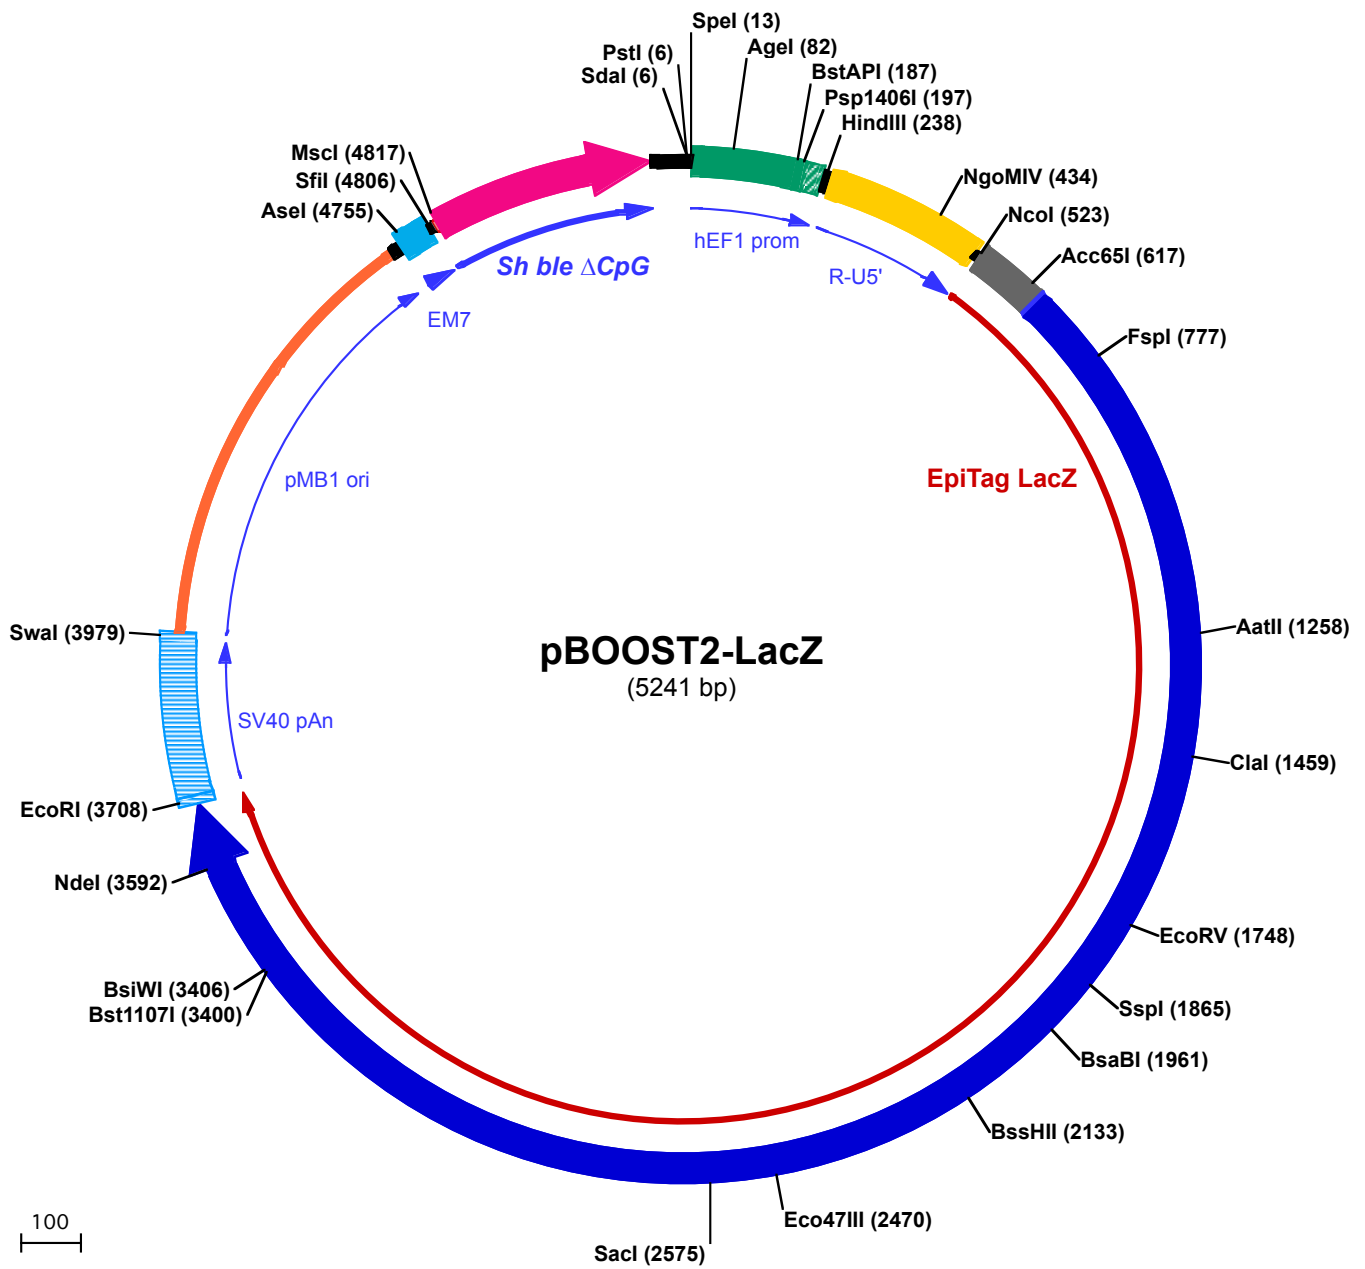 SpeI (13)
PstI (6)
AgeI (82)
SdaI (6)
BstAPI (187)
Psp1406I (197)
HindIII (238)
MscI (4817)
SfiI (4806)
NgoMIV (434)
AseI (4755)
NcoI (523)
hEF1 prom
Acc65I (617)
Sh ble ΔCpG
R-U5'
EM7
FspI (777)
pMB1 ori
EpiTag LacZ
AatII (1258)
SwaI (3979)
pBOOST2-LacZ
(5241 bp)
SV40 pAn
ClaI (1459)
EcoRI (3708)
NdeI (3592)
EcoRV (1748)
BsiWI (3406)
SspI (1865)
Bst1107I (3400)
BsaBI (1961)
BssHII (2133)
100
Eco47III (2470)
SacI (2575)